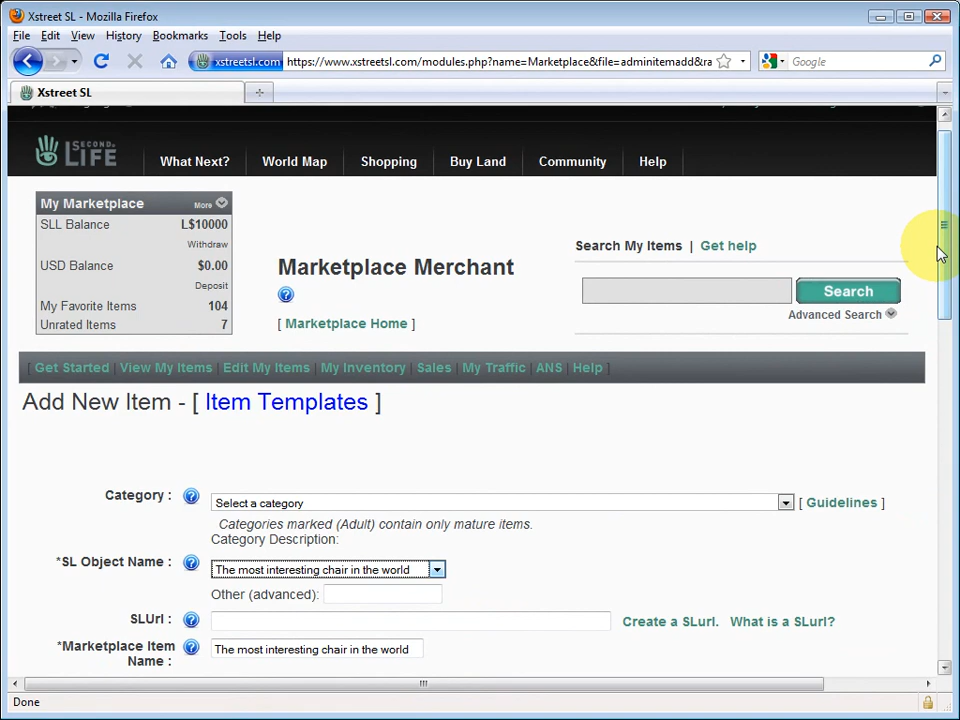 Xstreet SL - Mozilla Firefox
File Edit View History Bookmarks Tools Help
xstreetsl.com https://www.xstreetsl.com/modules.php?name=Marketplace&file=adminitemadd&ra Google
Xstreet SL
SECOND LIFE What Next? World Map Shopping Buy Land Community Help
My Marketplace More
SLL Balance L$10000
Withdraw
USD Balance $0.00
Deposit
My Favorite Items 104
Unrated Items 7
Marketplace Merchant
[ Marketplace Home ]
Search My Items | Get help
Search
Advanced Search
[ Get Started | View My Items | Edit My Items | My Inventory | Sales | My Traffic | ANS | Help ]
Add New Item - [ Item Templates ]
Category : Select a category [ Guidelines ]
Categories marked (Adult) contain only mature items.
Category Description:
*SL Object Name : The most interesting chair in the world
Other (advanced):
SLUrl : Create a SLurl. What is a SLurl?
*Marketplace Item Name : The most interesting chair in the world
Done